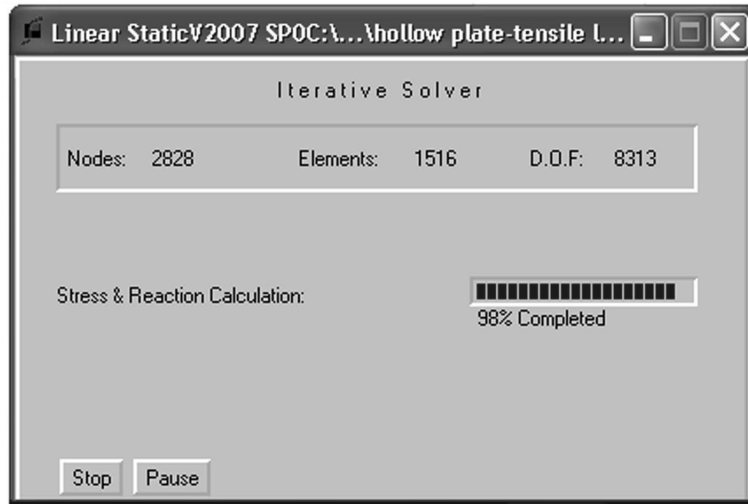 Linear StaticV2007 SP0C:\...\hollow plate-tensile l...
Iterative Solver
Nodes: 2828 Elements: 1516 D.O.F: 8313
Stress & Reaction Calculation:
98% Completed
Stop Pause